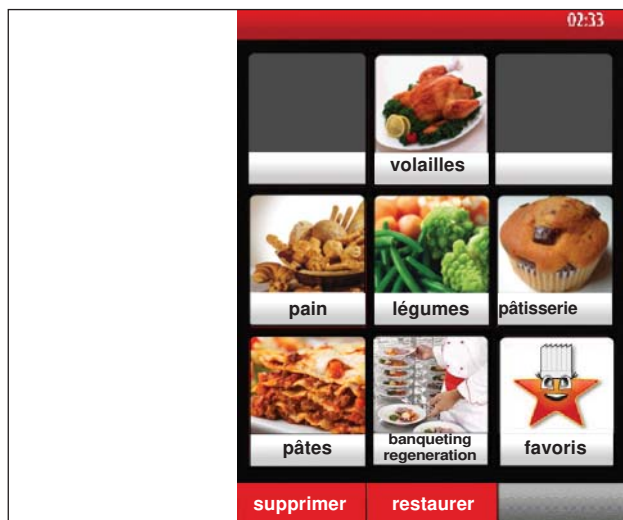 02:33
volailles
pain
légumes
pâtisserie
pâtes
banqueting
regeneration
favoris
supprimer
restaurer